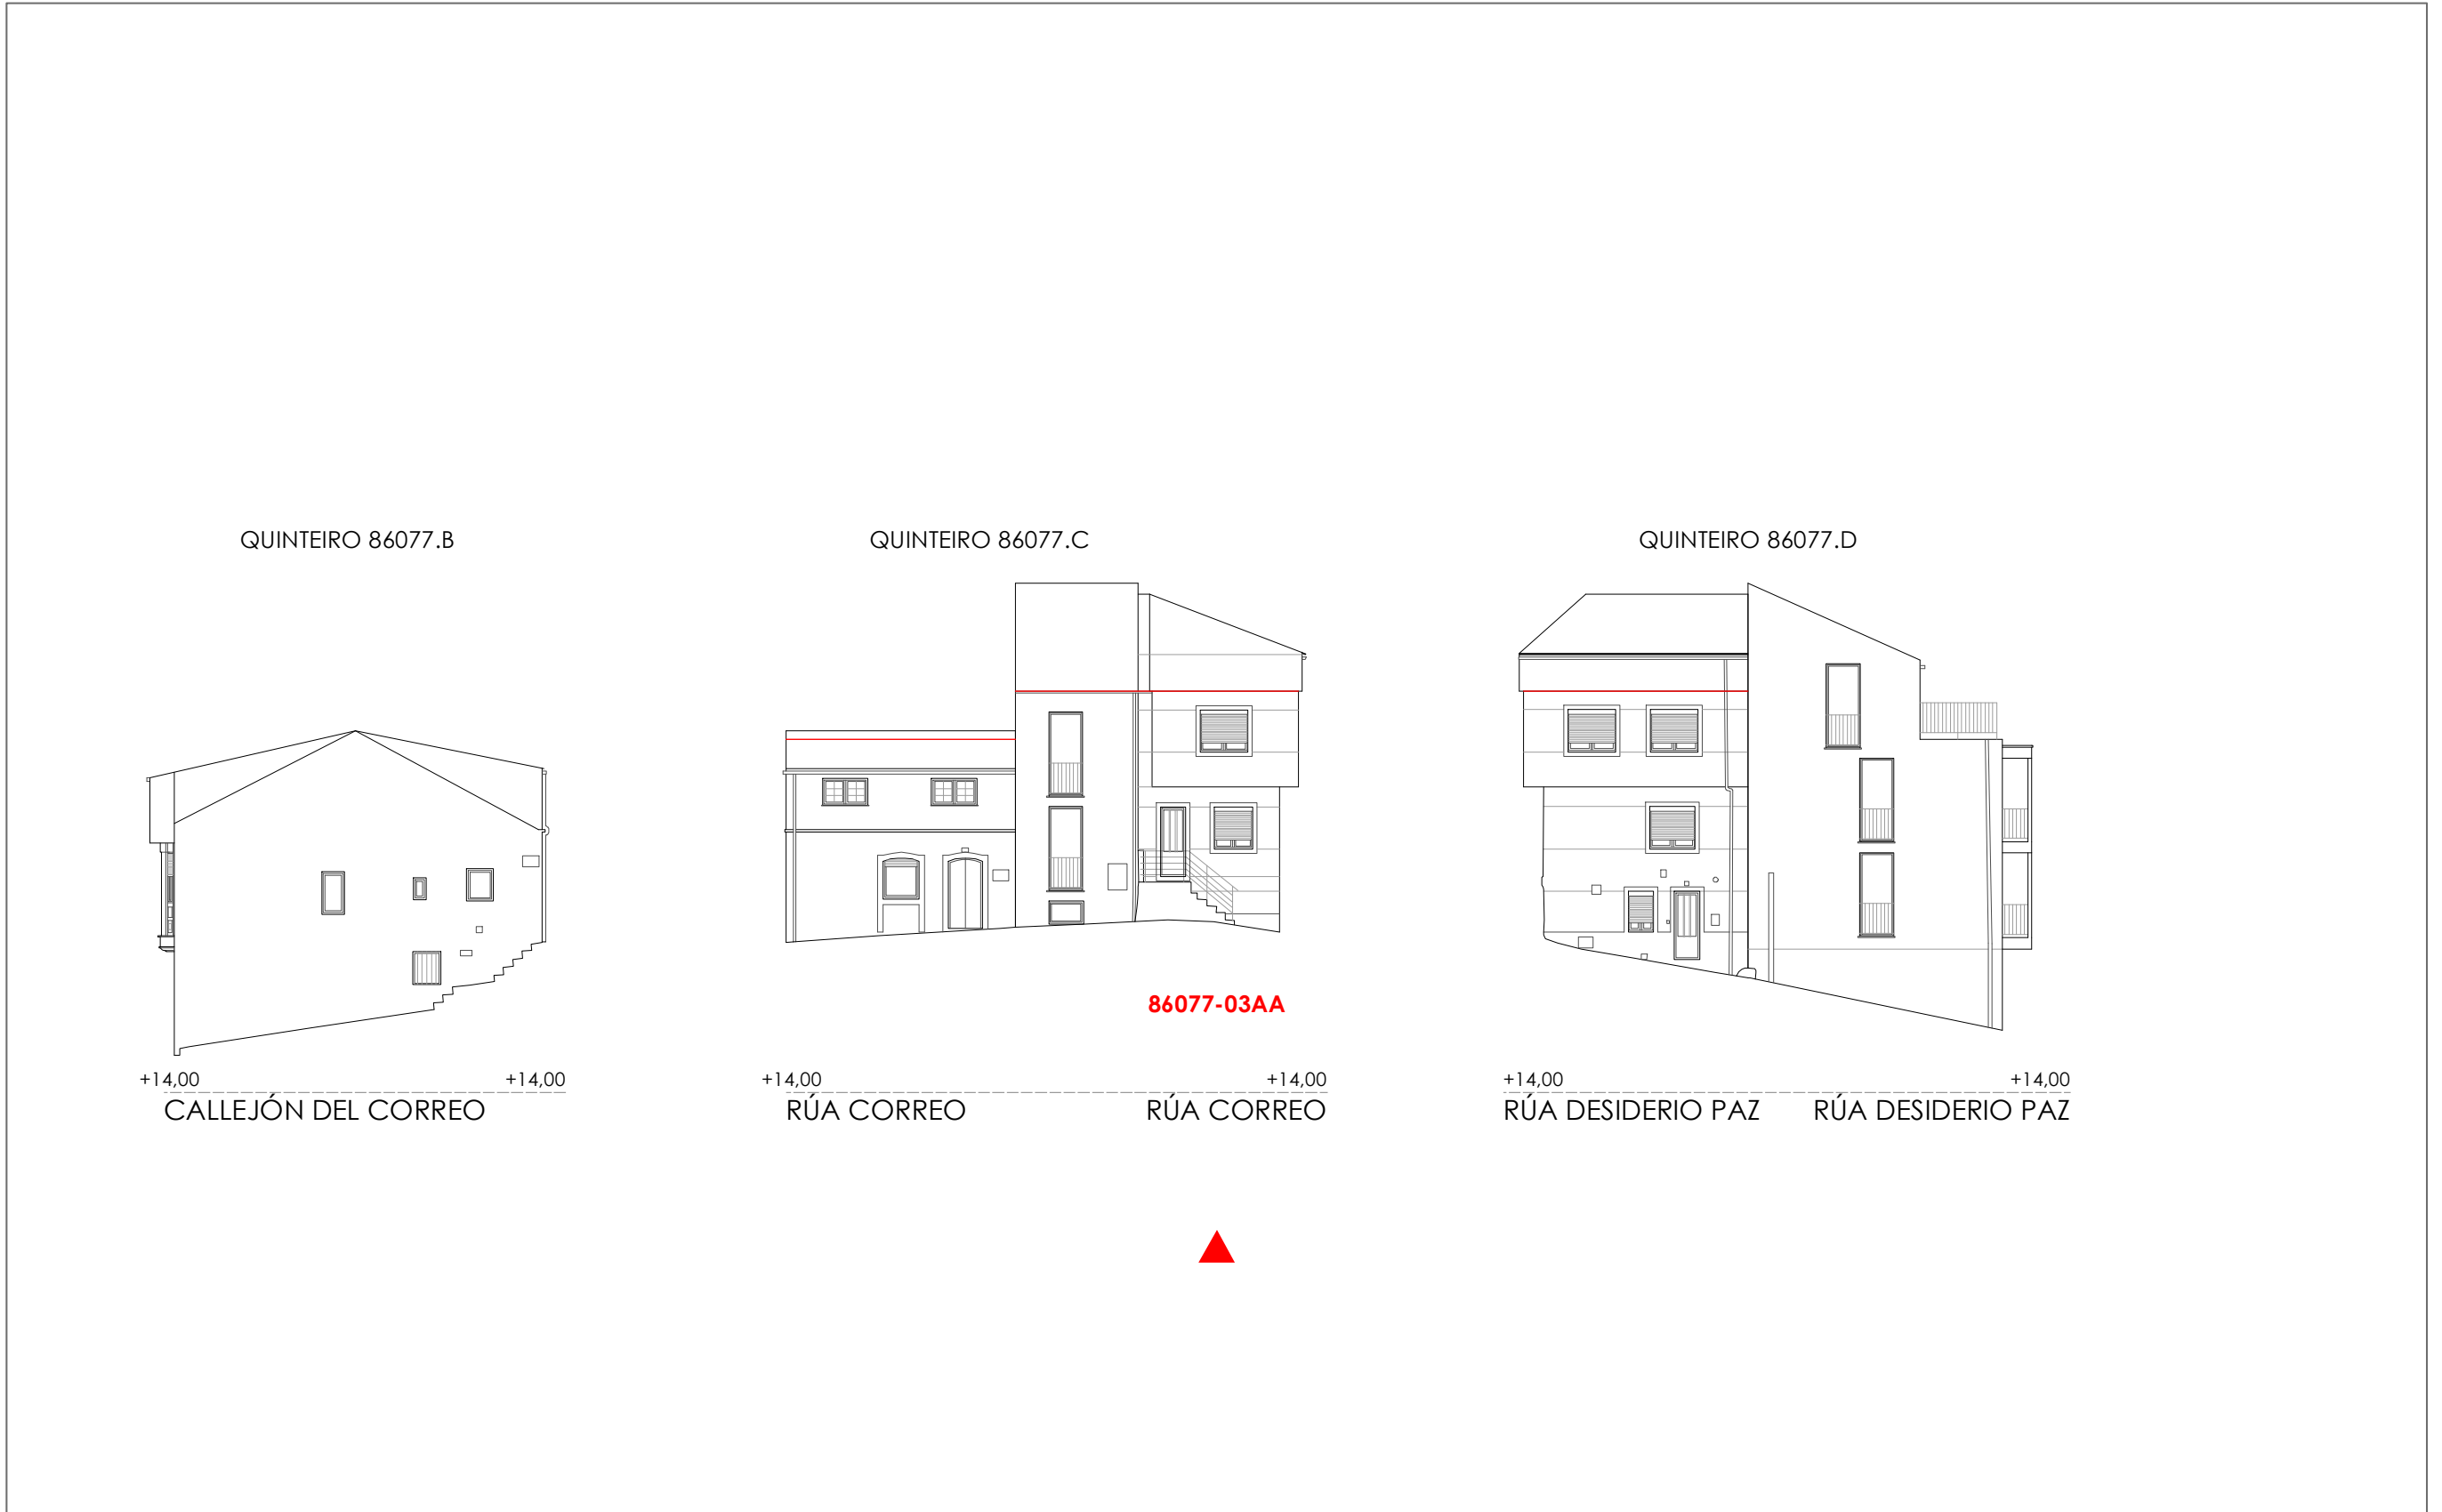 QUINTEIRO 86077.B
QUINTEIRO 86077.C
QUINTEIRO 86077.D
86077-03AA
+14,00 +14,00
CALLEJÓN DEL CORREO
+14,00 +14,00
RÚA CORREO RÚA CORREO
+14,00 +14,00
RÚA DESIDERIO PAZ RÚA DESIDERIO PAZ